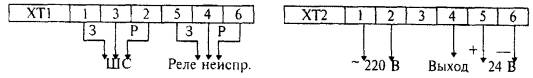 XT1 1 3 2 5 4 6
З Р З Р
ШС Реле неиспр.
XT2 1 2 3 4 5 6
+ —
~ 220 В Выход 24 В